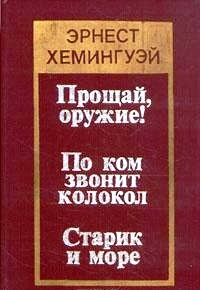 ЭРНЕСТ
ХЕМИНГУЭЙ
Прощай,
оружие!
По ком
звонит
колокол
Старик
и море